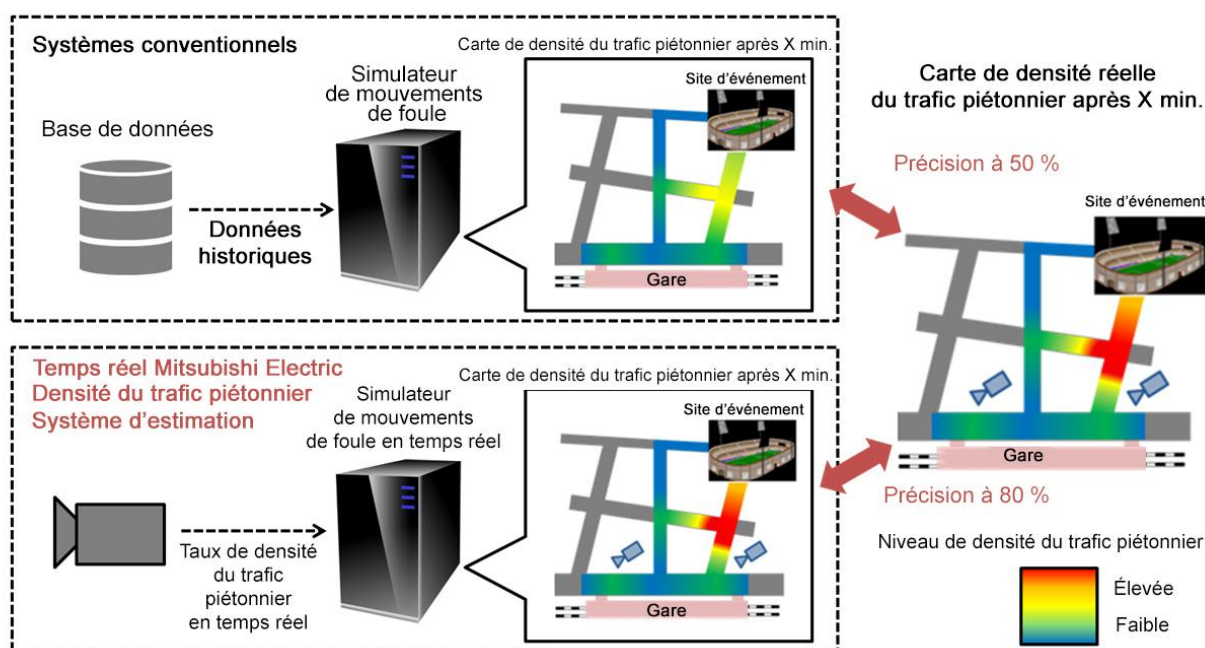 Systèmes conventionnels
Base de données
Données
historiques
Simulateur
de mouvements
de foule
Carte de densité du trafic piétonnier après X min.
Site d'événement
Gare
Temps réel Mitsubishi Electric
Densité du trafic piétonnier
Système d'estimation
Taux de densité
du trafic
piétonnier
en temps réel
Simulateur
de mouvements
de foule en temps réel
Carte de densité du trafic piétonnier après X min.
Site d'événement
Gare
Carte de densité réelle
du trafic piétonnier après X min.
Précision à 50 %
Site d'événement
Gare
Précision à 80 %
Niveau de densité du trafic piétonnier
Élevée
Faible